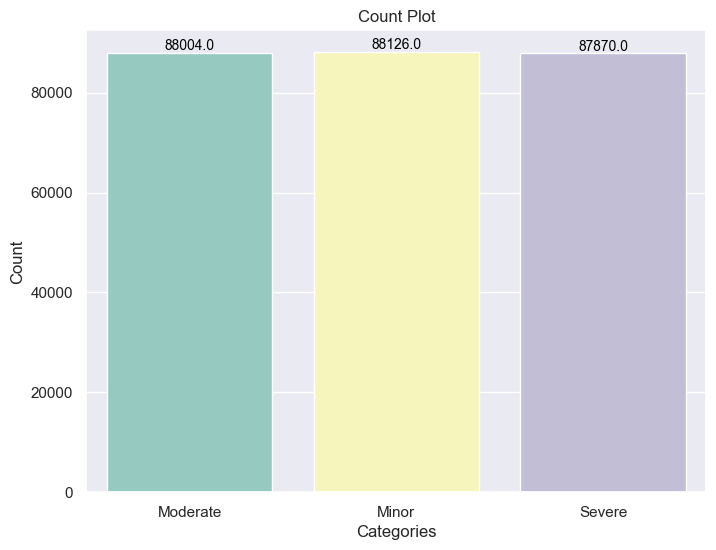 Count Plot
88004.0
88126.0
87870.0
80000
60000
40000
20000
0
Count
Moderate
Minor
Severe
Categories